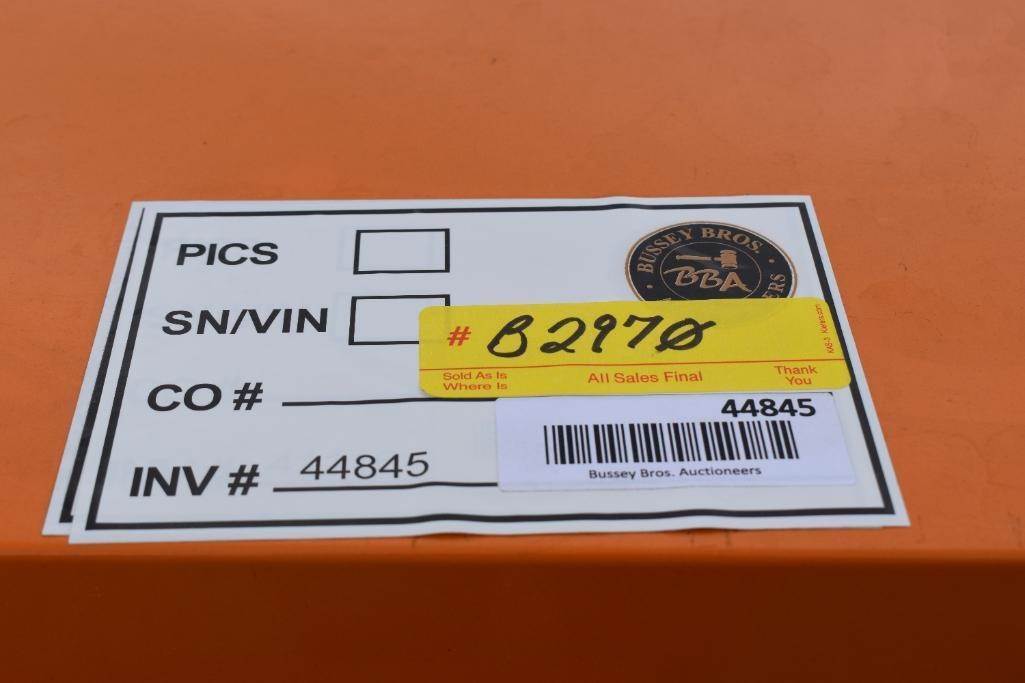 PICS
SN/VIN
CO #
INV # 44845
BUSSEY BROS.
BBA
# B2970
Sold As Is
Where Is
All Sales Final
Thank
You
44845
Bussey Bros. Auctioneers